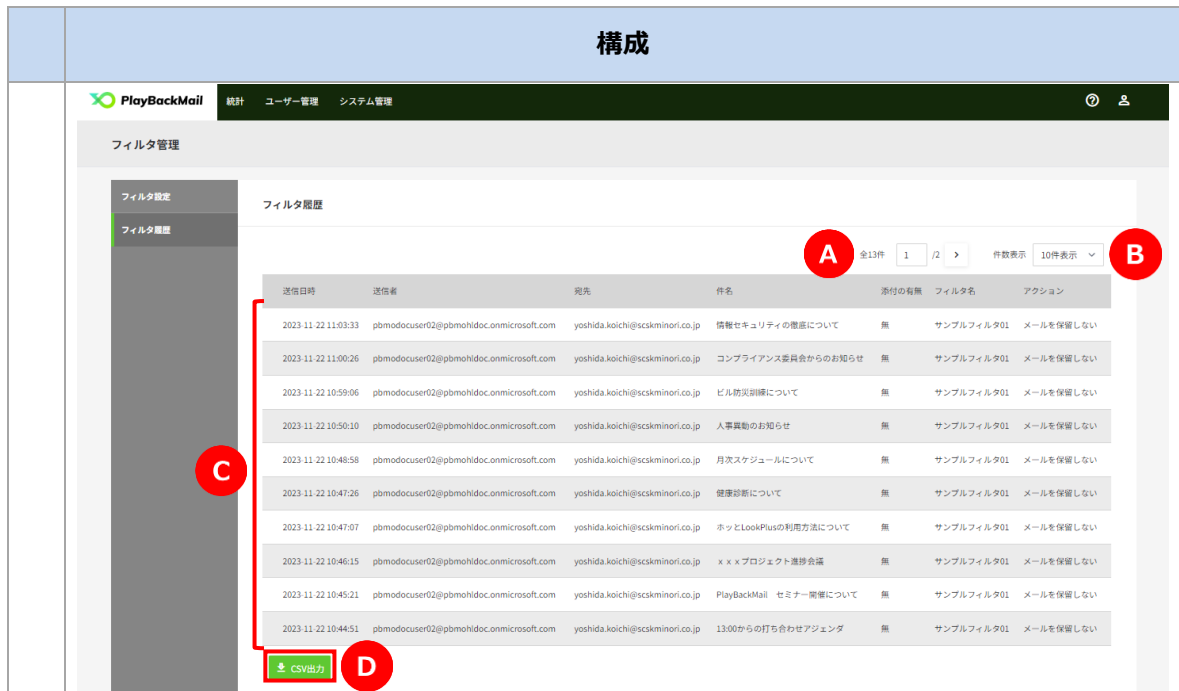 構成
PlayBackMail 統計 ユーザー管理 システム管理
フィルタ管理
フィルタ設定
フィルタ履歴
フィルタ履歴
A 全13件 1 /2 > 件数表示 10件表示 B
送信日時 送信者 宛先 件名 添付の有無 フィルタ名 アクション
2023-11-22 11:03:33 pbmodocuser02@pbmohldoc.onmicrosoft.com yoshida.koichi@scskminori.co.jp 情報セキュリティの徹底について 無 サンプルフィルタ01 メールを保留しない
2023-11-22 11:00:26 pbmodocuser02@pbmohldoc.onmicrosoft.com yoshida.koichi@scskminori.co.jp コンプライアンス委員会からのお知らせ 無 サンプルフィルタ01 メールを保留しない
2023-11-22 10:59:06 pbmodocuser02@pbmohldoc.onmicrosoft.com yoshida.koichi@scskminori.co.jp ビル防災訓練について 無 サンプルフィルタ01 メールを保留しない
2023-11-22 10:50:10 pbmodocuser02@pbmohldoc.onmicrosoft.com yoshida.koichi@scskminori.co.jp 人事異動のお知らせ 無 サンプルフィルタ01 メールを保留しない
2023-11-22 10:48:58 pbmodocuser02@pbmohldoc.onmicrosoft.com yoshida.koichi@scskminori.co.jp 月次スケジュールについて 無 サンプルフィルタ01 メールを保留しない
C
2023-11-22 10:47:26 pbmodocuser02@pbmohldoc.onmicrosoft.com yoshida.koichi@scskminori.co.jp 健康診断について 無 サンプルフィルタ01 メールを保留しない
2023-11-22 10:47:07 pbmodocuser02@pbmohldoc.onmicrosoft.com yoshida.koichi@scskminori.co.jp ホッとLookPlusの利用方法について 無 サンプルフィルタ01 メールを保留しない
2023-11-22 10:46:15 pbmodocuser02@pbmohldoc.onmicrosoft.com yoshida.koichi@scskminori.co.jp ｘｘｘプロジェクト進捗会議 無 サンプルフィルタ01 メールを保留しない
2023-11-22 10:45:21 pbmodocuser02@pbmohldoc.onmicrosoft.com yoshida.koichi@scskminori.co.jp PlayBackMail　セミナー開催について 無 サンプルフィルタ01 メールを保留しない
2023-11-22 10:44:51 pbmodocuser02@pbmohldoc.onmicrosoft.com yoshida.koichi@scskminori.co.jp 13:00からの打ち合わせアジェンダ 無 サンプルフィルタ01 メールを保留しない
CSV出力 D